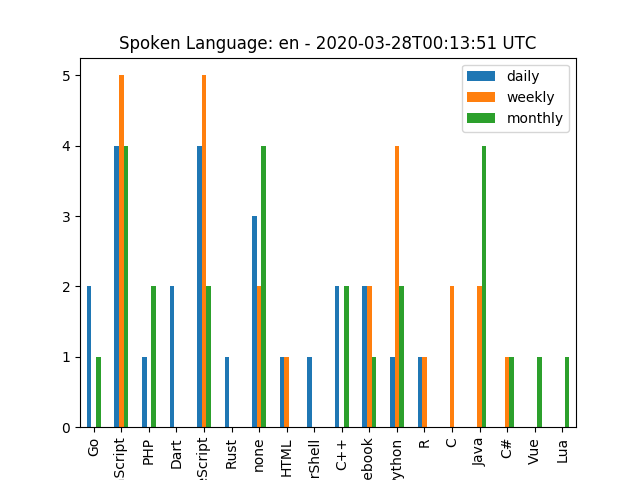 Spoken Language: en - 2020-03-28T00:13:51 UTC
daily
weekly
monthly
5
4
3
2
1
0
Go
Script
PHP
Dart
eScript
Rust
none
HTML
rShell
C++
ebook
ython
R
C
Java
C#
Vue
Lua